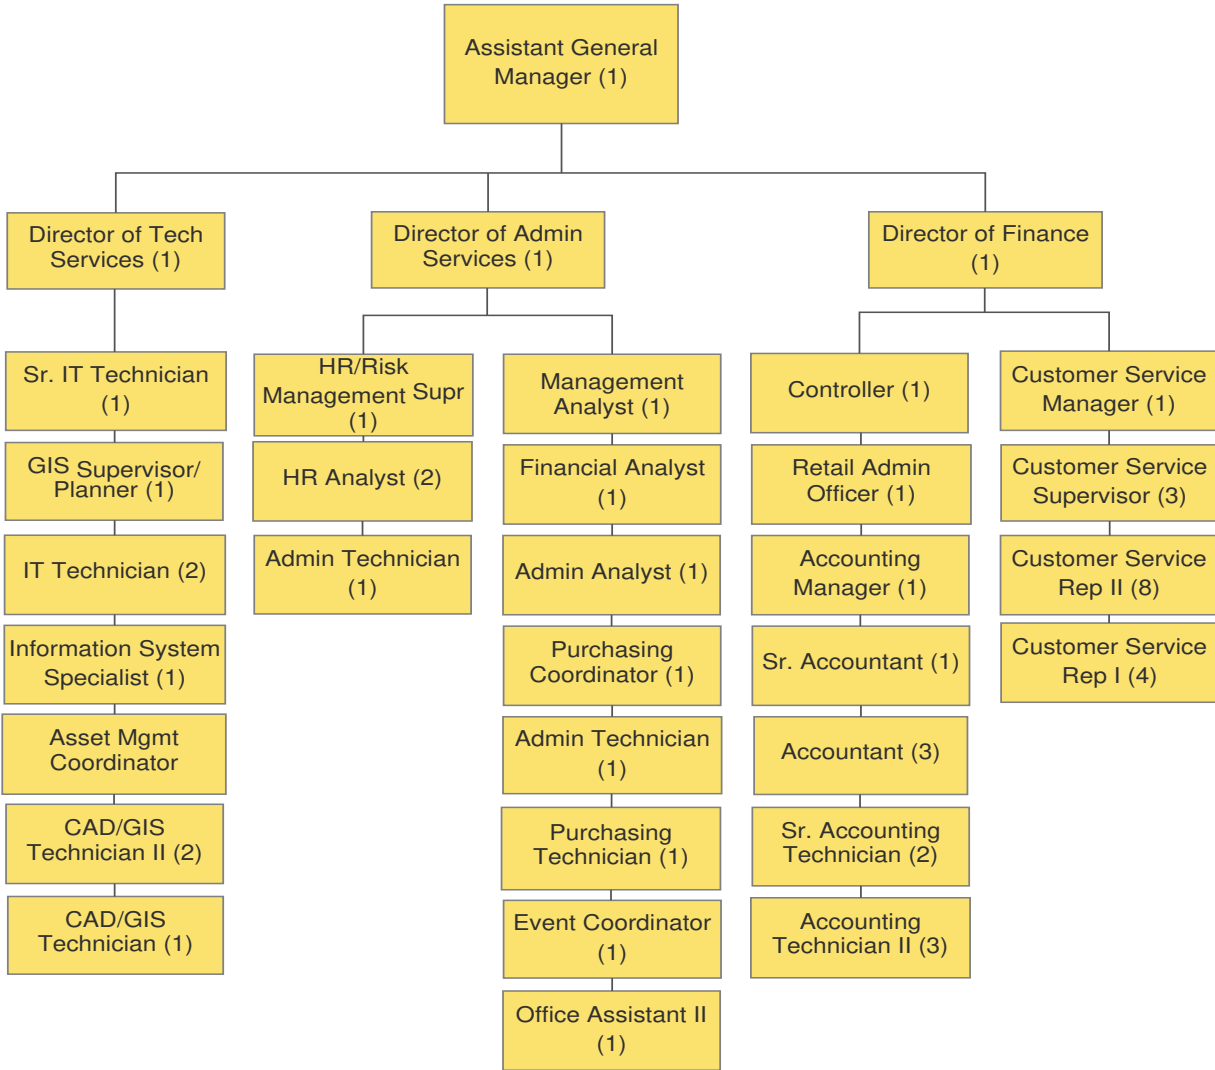 Assistant General
Manager (1)
Director of Tech
Services (1)
Director of Admin
Services (1)
Director of Finance
(1)
Sr. IT Technician
(1)
GIS Supervisor/
Planner (1)
IT Technician (2)
Information System
Specialist (1)
Asset Mgmt
Coordinator
CAD/GIS
Technician II (2)
CAD/GIS
Technician (1)
HR/Risk
Management Supr
(1)
HR Analyst (2)
Admin Technician
(1)
Management
Analyst (1)
Financial Analyst
(1)
Admin Analyst (1)
Purchasing
Coordinator (1)
Admin Technician
(1)
Purchasing
Technician (1)
Event Coordinator
(1)
Office Assistant II
(1)
Controller (1)
Retail Admin
Officer (1)
Accounting
Manager (1)
Sr. Accountant (1)
Accountant (3)
Sr. Accounting
Technician (2)
Accounting
Technician II (3)
Customer Service
Manager (1)
Customer Service
Supervisor (3)
Customer Service
Rep II (8)
Customer Service
Rep I (4)